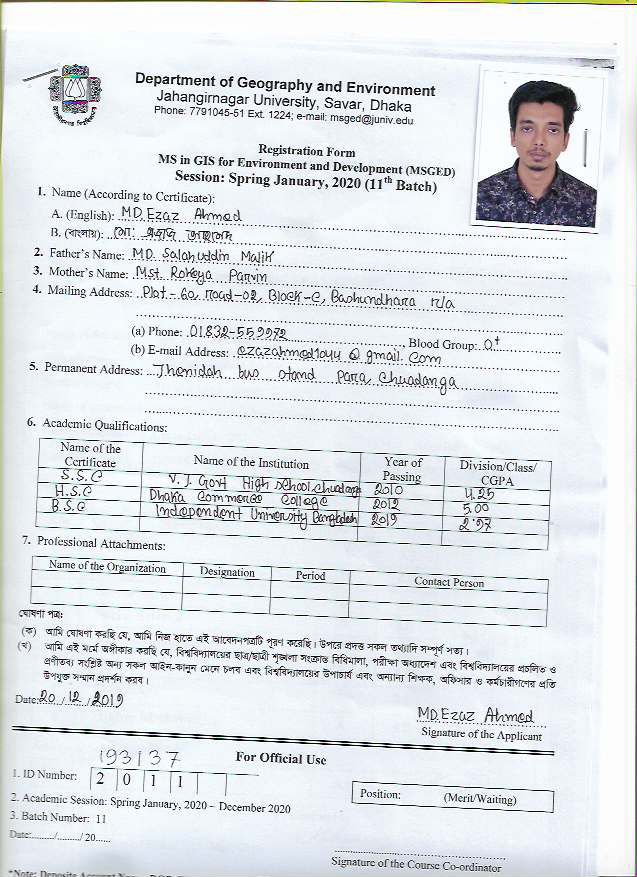 Department of Geography and Environment
Jahangirnagar University, Savar, Dhaka
Phone: 7791045-51 Ext. 1224; e-mail: msged@juniv.edu
Registration Form
MS in GIS for Environment and Development (MSGED)
Session: Spring January, 2020 (11th Batch)
1. Name (According to Certificate):
A. (English): MD. Ezaz Ahmed
B. (বাংলায়): মো: এজাজ আহমেদ
2. Father's Name: MD. Salahuddin Malik
3. Mother's Name: Mst. Rokeya Parvin
4. Mailing Address: Plot-60, road-02, Block-C, Bashundhara r/a
(a) Phone: 01832-559972, Blood Group: O+
(b) E-mail Address: ezazahmed1044@gmail.com
5. Permanent Address: Jhenidah bus stand para, chuadanga
6. Academic Qualifications:
Name of the Certificate Name of the Institution Year of Passing Division/Class/CGPA
S.S.C V. J. Govt High school, chuadanga 2010 4.25
H.S.C Dhaka Commerce College 2012 5.00
B.S.C Independent University Bangladesh 2019 2.97
7. Professional Attachments:
Name of the Organization Designation Period Contact Person
ঘোষণা পত্র:
(ক) আমি ঘোষণা করছি যে, আমি নিজ হাতে এই আবেদনপত্রটি পূরণ করেছি। উপরে প্রদত্ত সকল তথ্যাদি সম্পূর্ণ সত্য।
(খ) আমি এই মর্মে অঙ্গীকার করছি যে, বিশ্ববিদ্যালয়ের ছাত্র/ছাত্রী শৃঙ্খলা সংক্রান্ত বিধিমালা, পরীক্ষা অধ্যাদেশ এবং বিশ্ববিদ্যালয়ের প্রচলিত ও
প্রণীতব্য সংশ্লিষ্ট অন্য সকল আইন-কানুন মেনে চলব এবং বিশ্ববিদ্যালয়ের উপাচার্য এবং অন্যান্য শিক্ষক, অফিসার ও কর্মচারীগণের প্রতি
উপযুক্ত সম্মান প্রদর্শন করব।
Date: 20/12/2019
MD. Ezaz Ahmed
Signature of the Applicant
193137
For Official Use
1. ID Number: 2 0 1 1
Position: (Merit/Waiting)
2. Academic Session: Spring January, 2020 – December 2020
3. Batch Number: 11
Date:......../......../ 20......
Signature of the Course Co-ordinator